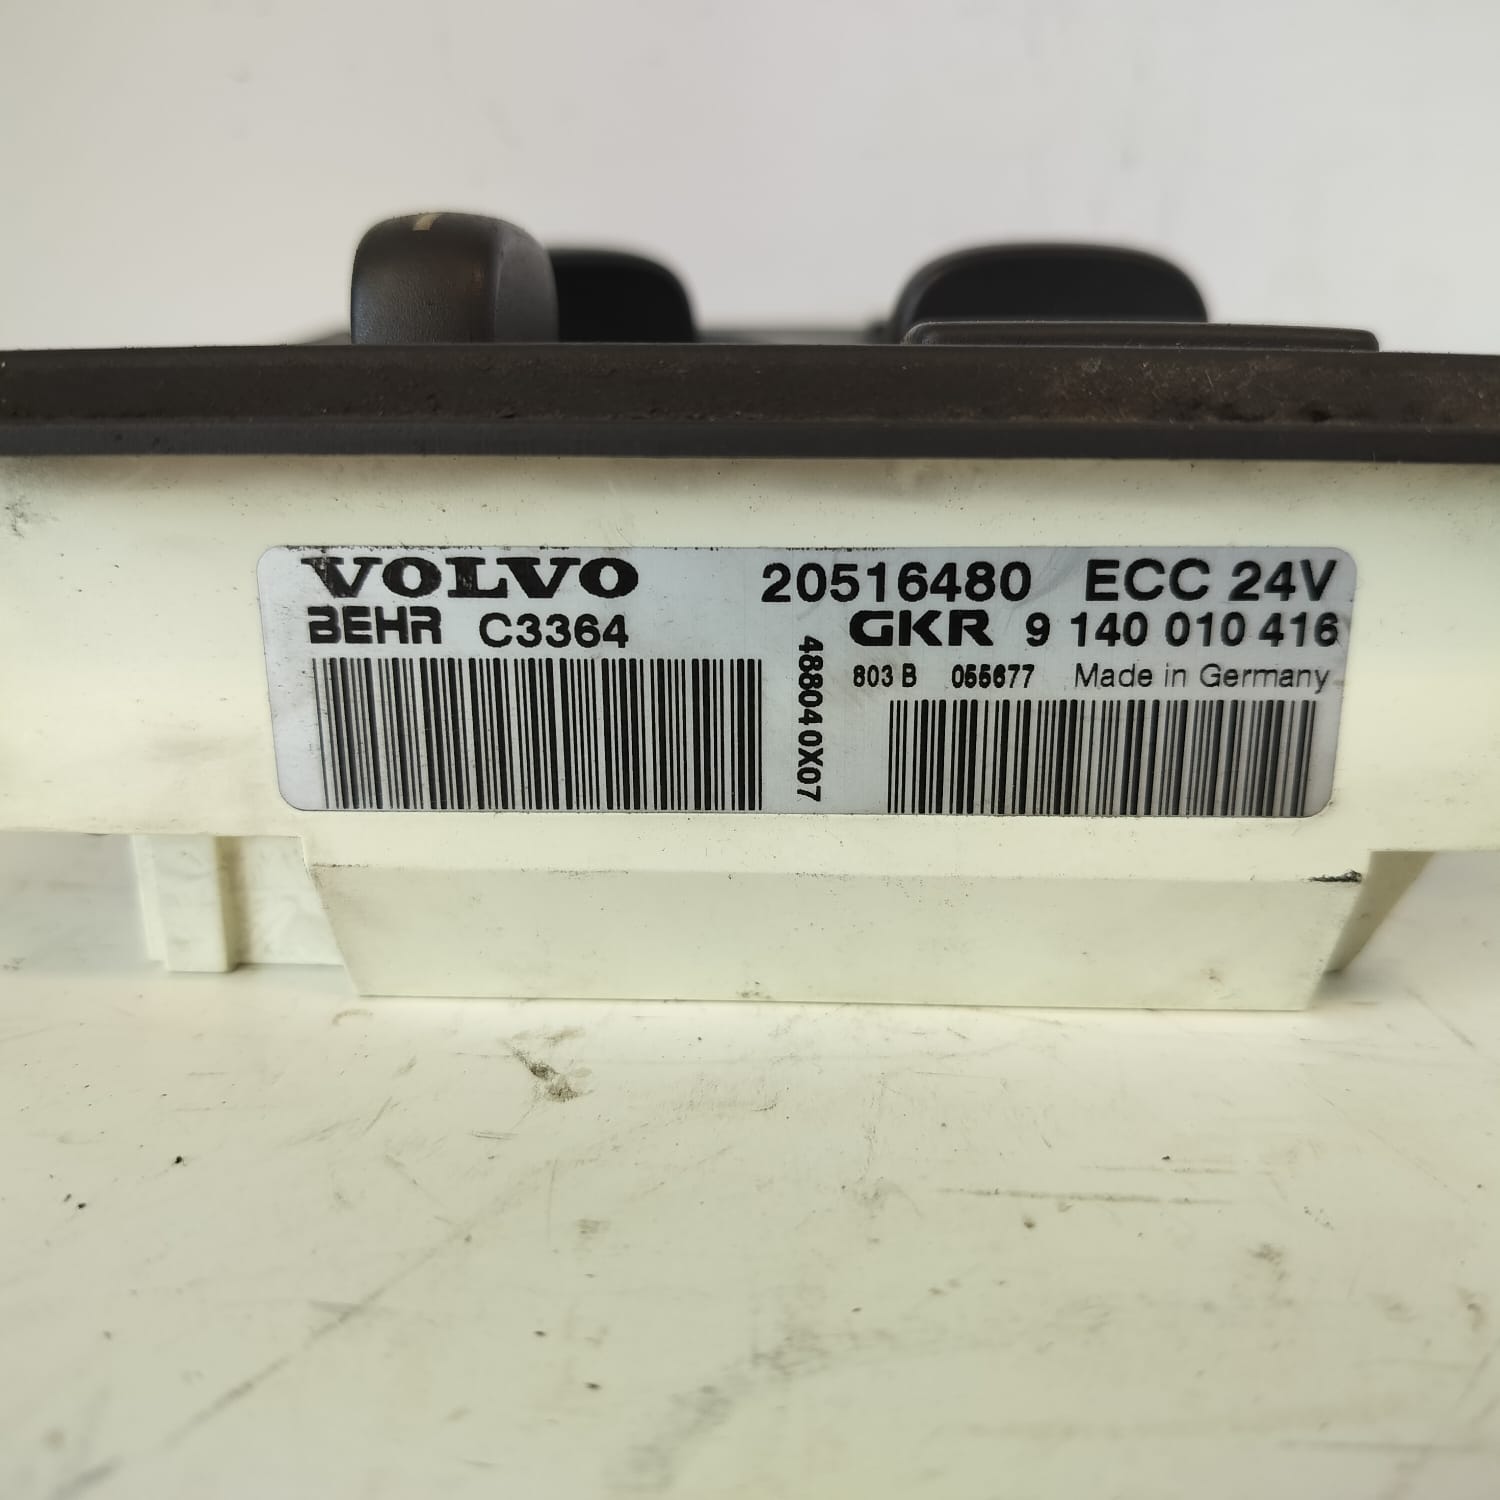 VOLVO 20516480 ECC 24V
BEHR C3364 GKR 9 140 010 416
803 B 055677 Made in Germany
488040X07